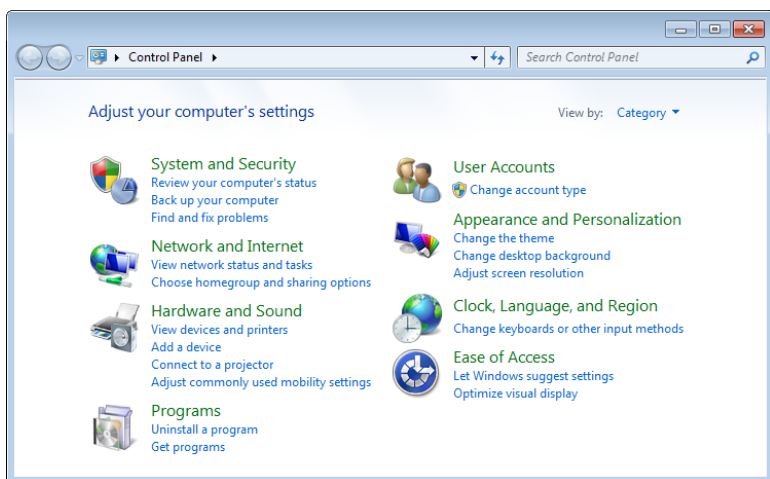 Control Panel
Search Control Panel
Adjust your computer's settings
View by: Category
System and Security
Review your computer's status
Back up your computer
Find and fix problems
Network and Internet
View network status and tasks
Choose homegroup and sharing options
Hardware and Sound
View devices and printers
Add a device
Connect to a projector
Adjust commonly used mobility settings
Programs
Uninstall a program
Get programs
User Accounts
Change account type
Appearance and Personalization
Change the theme
Change desktop background
Adjust screen resolution
Clock, Language, and Region
Change keyboards or other input methods
Ease of Access
Let Windows suggest settings
Optimize visual display